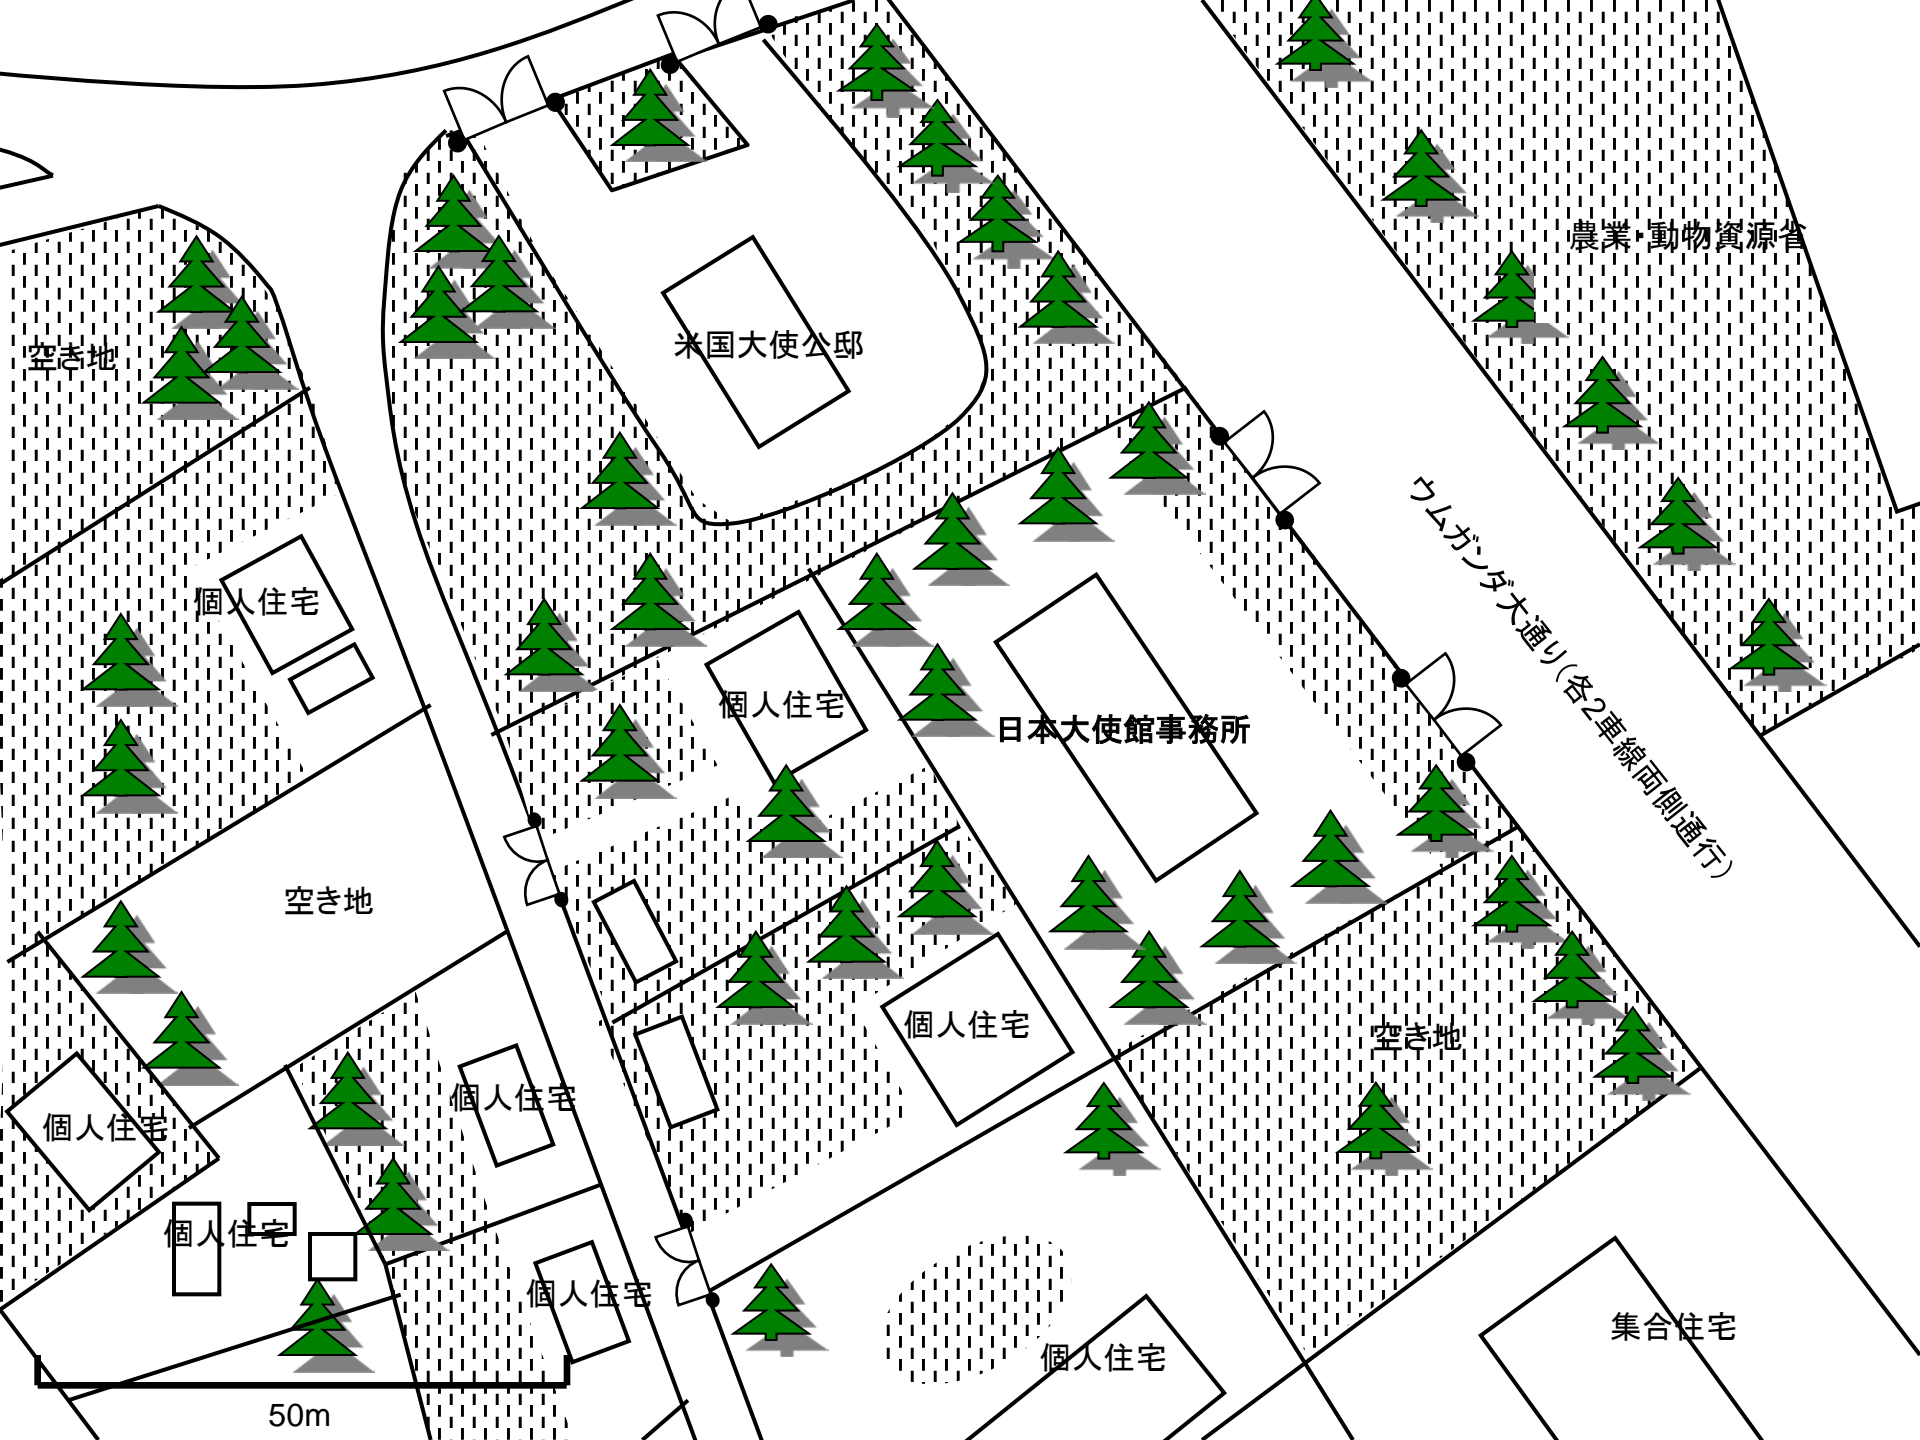 農業・動物資源省
米国大使公邸
空き地
ウムガンダ大通り（各2車線両側通行）
個人住宅
個人住宅
日本大使館事務所
空き地
個人住宅
空き地
個人住宅
個人住宅
個人住宅
個人住宅
集合住宅
個人住宅
50m